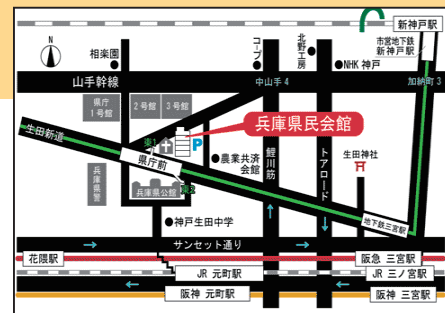 新神戸駅
市営地下鉄
新神戸駅
N
相楽園
コープ
北野工房
NHK 神戸
山手幹線
中山手4
加納町3
県庁
1号館
2号館
3号館
兵庫県民会館
生田新道
東1
P
県庁前
農業共済
会館
鯉川筋
トアロード
生田神社
兵庫県警
兵庫県公館
東2
神戸生田中学
地下鉄三宮駅
サンセット通り
花隈駅
阪急 三宮駅
JR 元町駅
JR 三ノ宮駅
阪神 元町駅
阪神 三宮駅